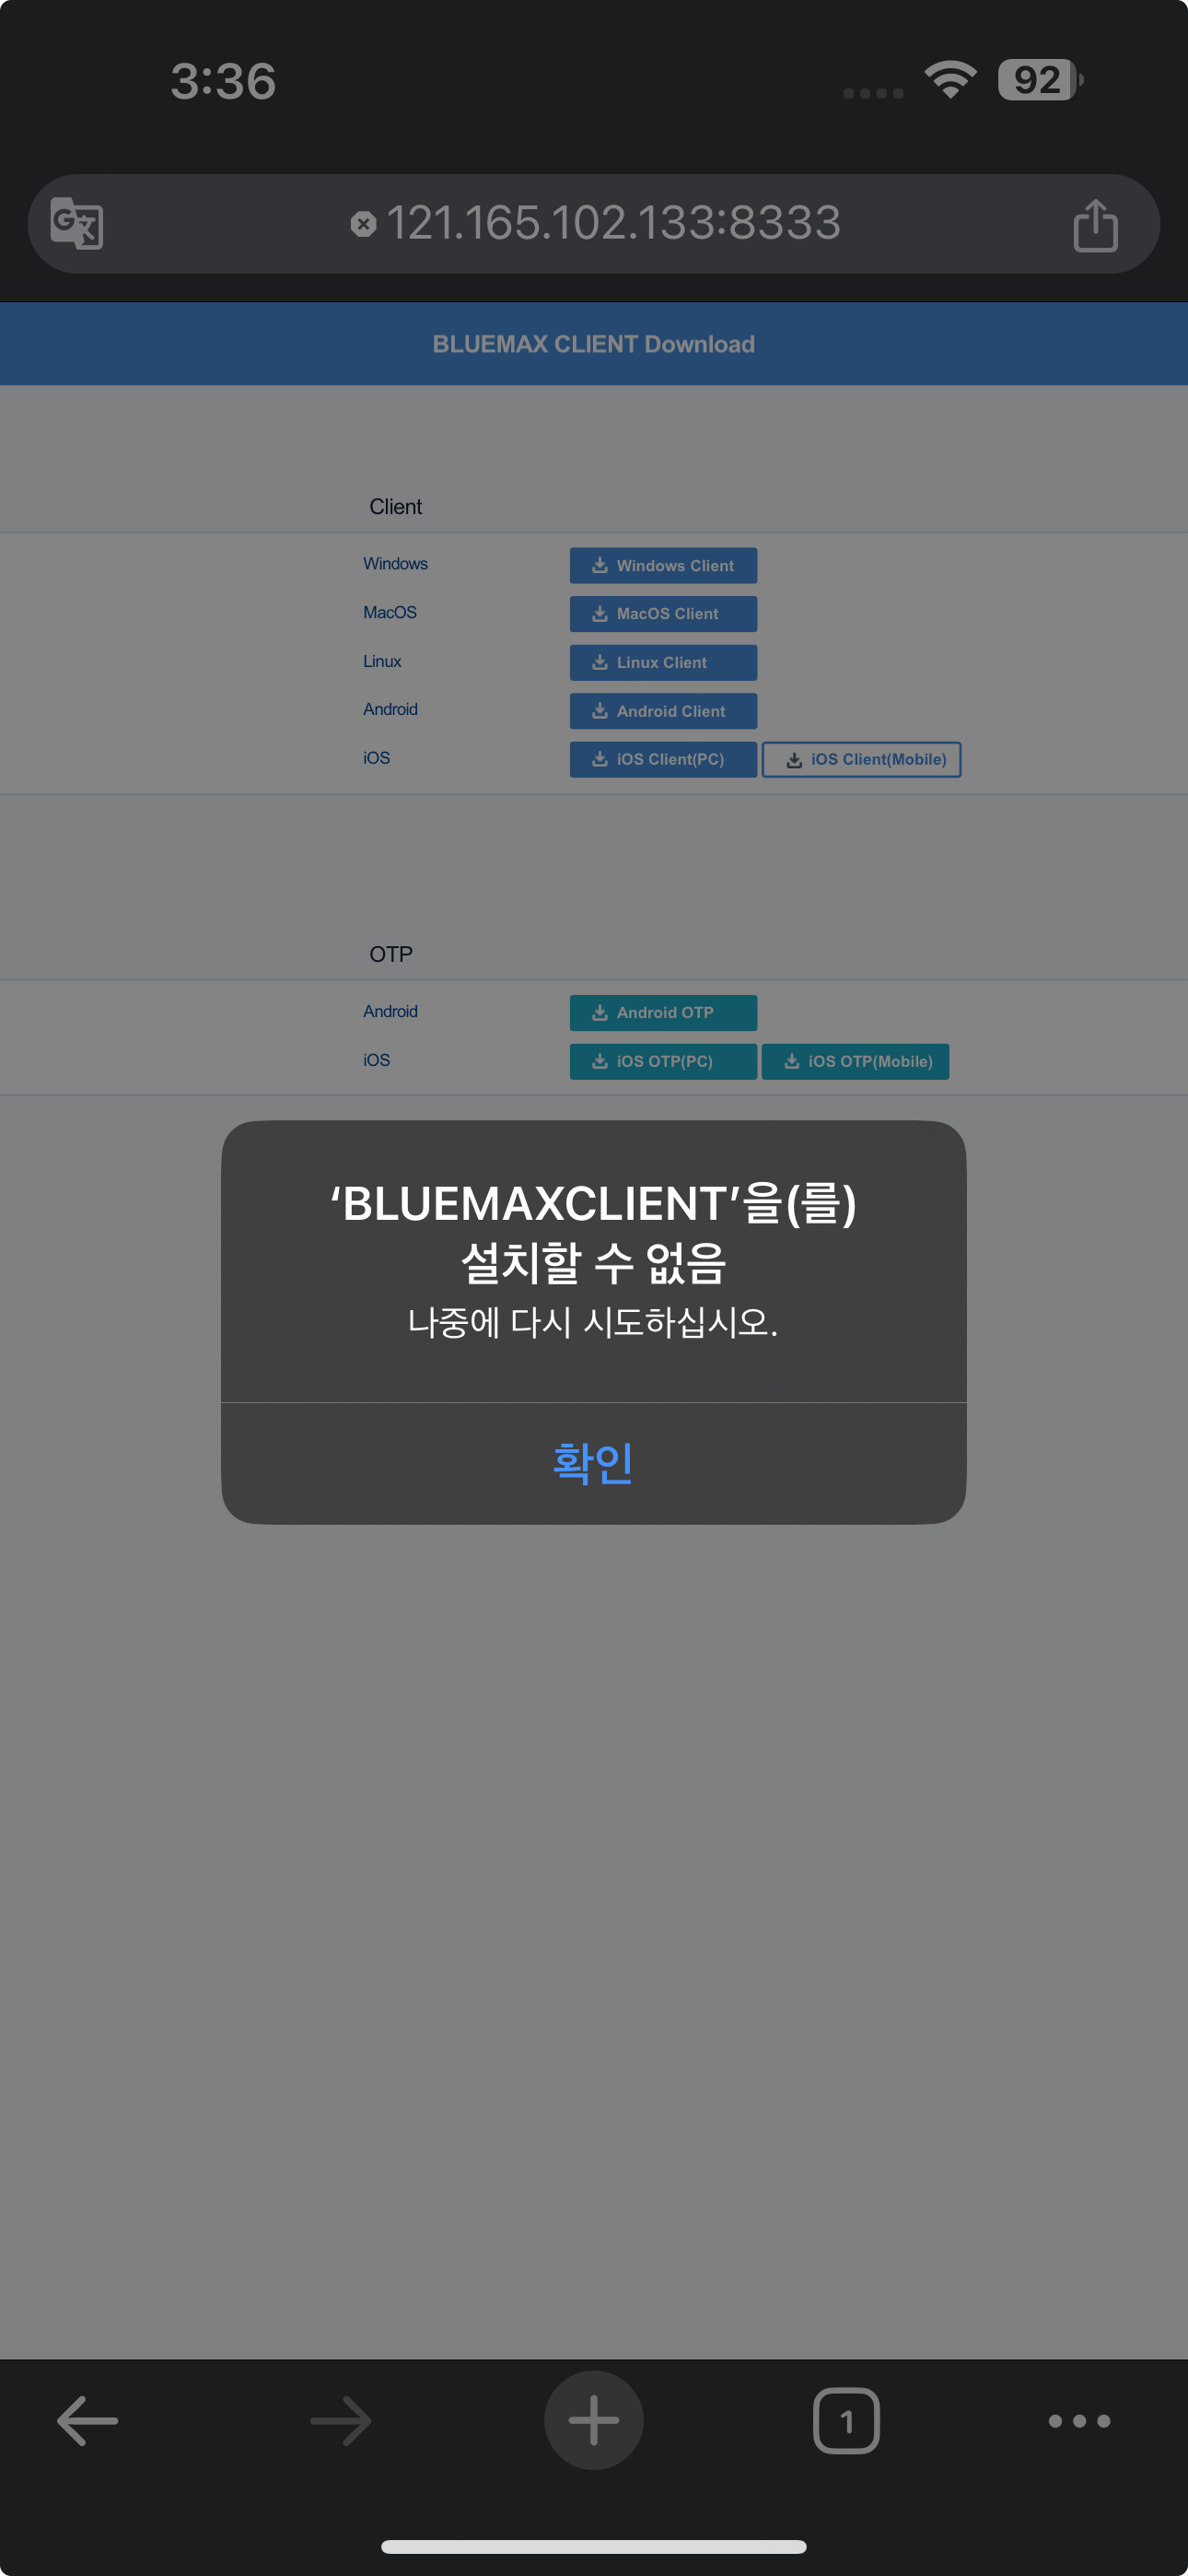 3:36
92
121.165.102.133:8333
BLUEMAX CLIENT Download
Client
Windows
Windows Client
MacOS
MacOS Client
Linux
Linux Client
Android
Android Client
iOS
iOS Client(PC)
iOS Client(Mobile)
OTP
Android
Android OTP
iOS
iOS OTP(PC)
iOS OTP(Mobile)
‘BLUEMAXCLIENT’을(를)
설치할 수 없음
나중에 다시 시도하십시오.
확인
1